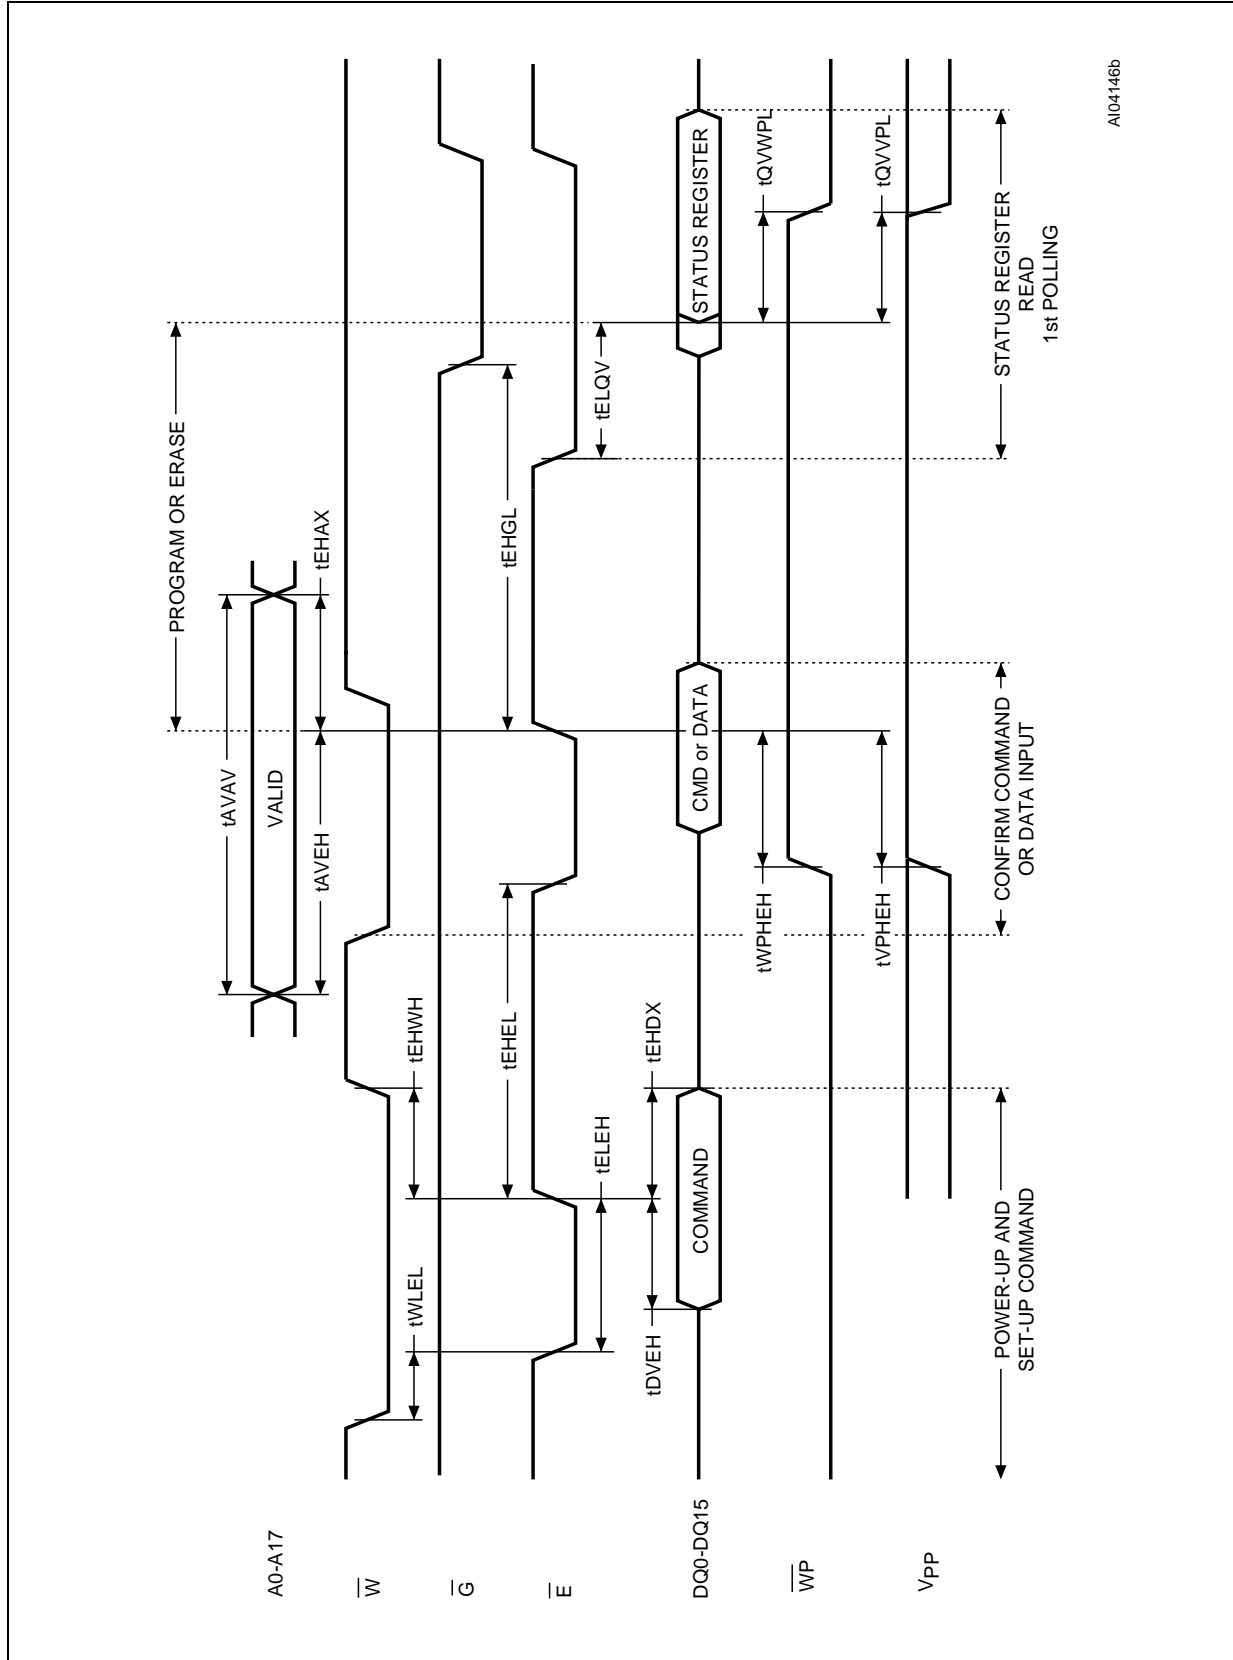 PROGRAM OR ERASE
tAVAV
A0-A17
VALID
tAVEH
tEHAX
W
tWLEL
tEHWH
G
tEHEL
tEHGL
E
tELEH
tELQV
tDVEH
tEHDX
DQ0-DQ15
COMMAND
CMD or DATA
STATUS REGISTER
tWPHEH
tQVWPL
WP
tVPHEH
tQVVPL
VPP
POWER-UP AND
SET-UP COMMAND
CONFIRM COMMAND
OR DATA INPUT
STATUS REGISTER
READ
1st POLLING
AI04146b